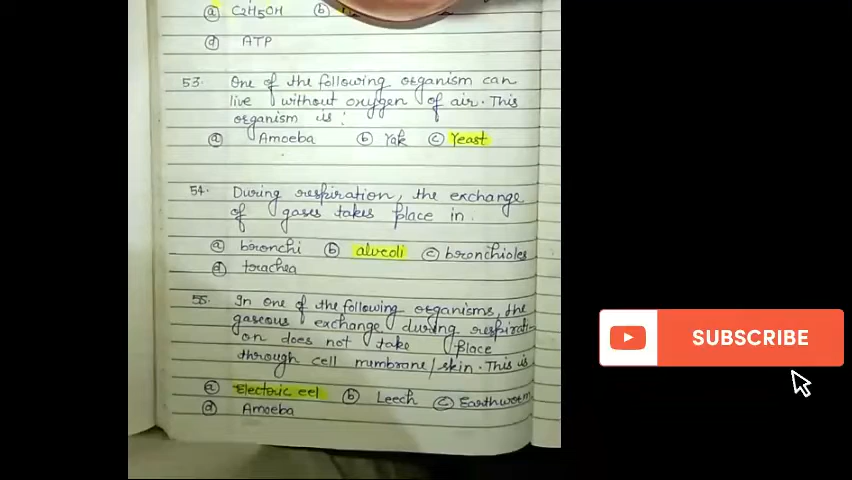 a C2H5OH b
d ATP
53. One of the following organism can
live without oxygen of air. This
organism is :
a Amoeba b Yak c Yeast
54. During respiration, the exchange
of gases takes place in.
a bronchi b alveoli c bronchioles
d trachea
55. In one of the following organisms, the
gaseous exchange during respirati-
on does not take place
through cell membrane/skin. This is
a Electric eel b Leech c Earthworm
d Amoeba
SUBSCRIBE